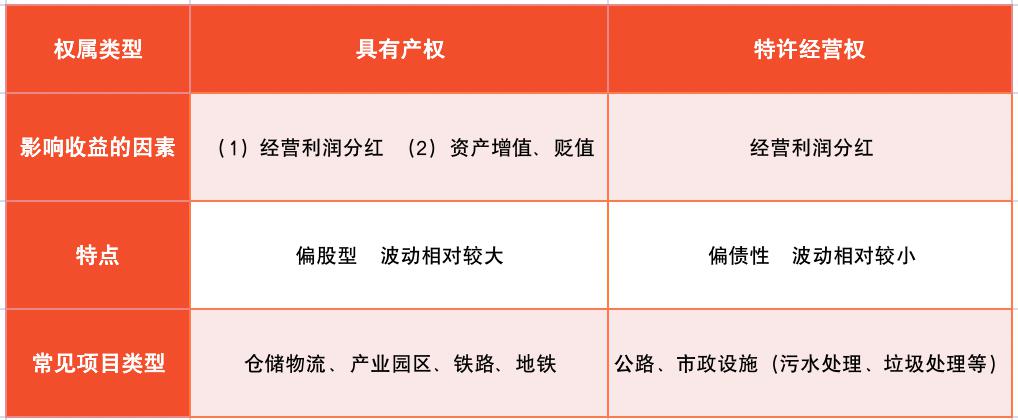 权属类型 具有产权 特许经营权
影响收益的因素 （1）经营利润分红 （2）资产增值、贬值 经营利润分红
特点 偏股型 波动相对较大 偏债性 波动相对较小
常见项目类型 仓储物流、产业园区、铁路、地铁 公路、市政设施（污水处理、垃圾处理等）